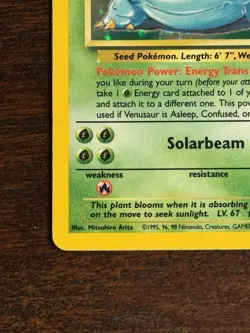 Seed Pokémon. Length: 6' 7", We
Pokémon Power: Energy Trans
you like during your turn (before your att
take 1 Energy card attached to 1 of y
and attach it to a different one. This pow
used if Venusaur is Asleep, Confused, or
Solarbeam
weakness resistance
This plant blooms when it is absorbing
on the move to seek sunlight. LV. 67
Illus. Mitsuhiro Arita ©1995, 96, 98 Nintendo, Creatures, GAME